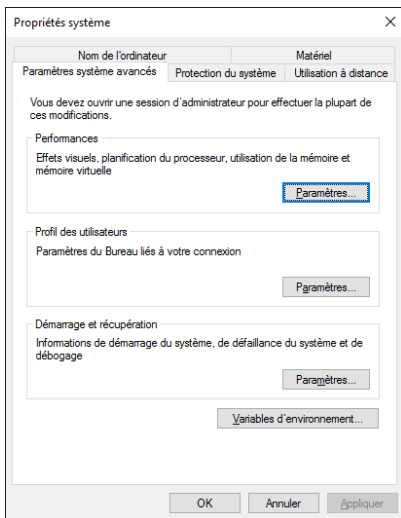 Propriétés système
Nom de l'ordinateur
Matériel
Paramètres système avancés
Protection du système
Utilisation à distance
Vous devez ouvrir une session d'administrateur pour effectuer la plupart de
ces modifications.
Performances
Effets visuels, planification du processeur, utilisation de la mémoire et
mémoire virtuelle
Paramètres...
Profil des utilisateurs
Paramètres du Bureau liés à votre connexion
Paramètres...
Démarrage et récupération
Informations de démarrage du système, de défaillance du système et de
débogage
Paramètres...
Variables d'environnement...
OK
Annuler
Appliquer